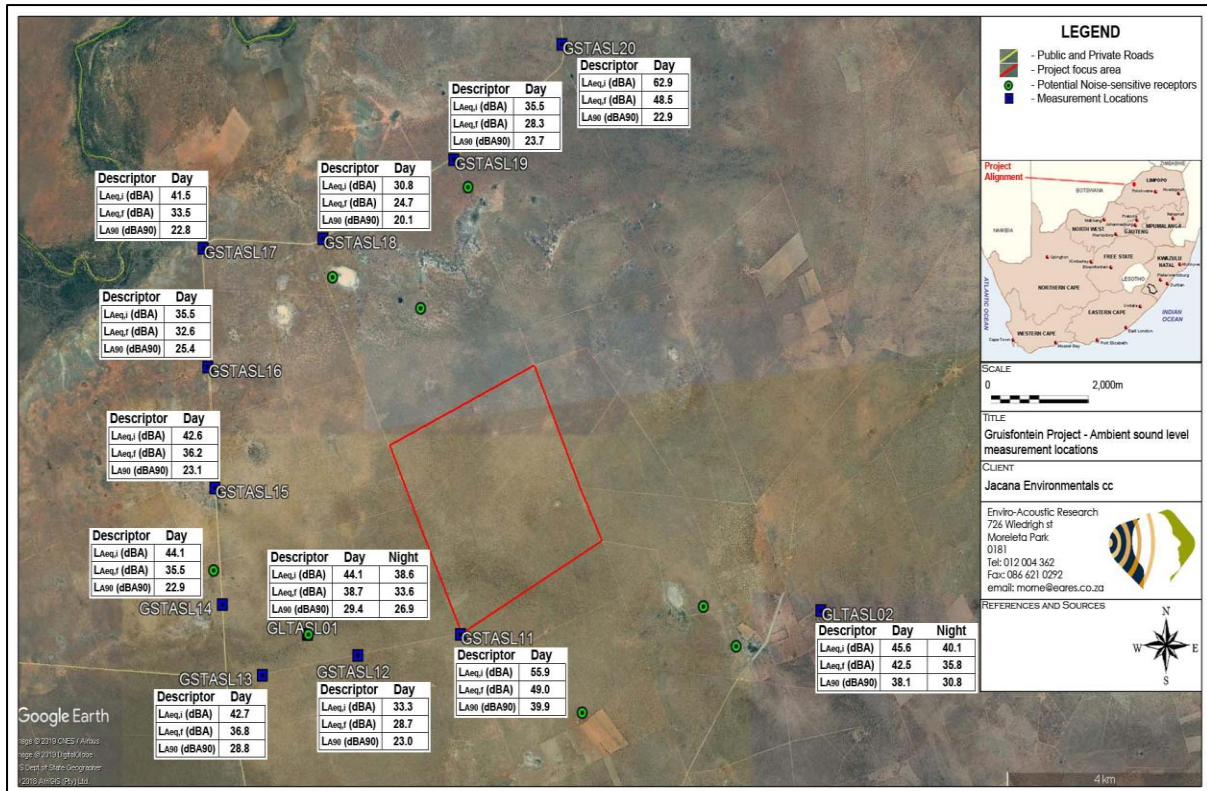 GSTASL20
Descriptor Day
LAeq,i (dBA) 62.9
LAeq,f (dBA) 48.5
LA90 (dBA90) 22.9
Descriptor Day
LAeq,i (dBA) 35.5
LAeq,f (dBA) 28.3
LA90 (dBA90) 23.7
GSTASL19
Descriptor Day
LAeq,i (dBA) 30.8
LAeq,f (dBA) 24.7
LA90 (dBA90) 20.1
GSTASL18
Descriptor Day
LAeq,i (dBA) 41.5
LAeq,f (dBA) 33.5
LA90 (dBA90) 22.8
GSTASL17
Descriptor Day
LAeq,i (dBA) 35.5
LAeq,f (dBA) 32.6
LA90 (dBA90) 25.4
GSTASL16
Descriptor Day
LAeq,i (dBA) 42.6
LAeq,f (dBA) 36.2
LA90 (dBA90) 23.1
GSTASL15
Descriptor Day
LAeq,i (dBA) 44.1
LAeq,f (dBA) 35.5
LA90 (dBA90) 22.9
GSTASL14
Descriptor Day Night
LAeq,i (dBA) 44.1 38.6
LAeq,f (dBA) 38.7 33.6
LA90 (dBA90) 29.4 26.9
GLTASL01
GSTASL11
Descriptor Day
LAeq,i (dBA) 55.9
LAeq,f (dBA) 49.0
LA90 (dBA90) 39.9
GLTASL02
Descriptor Day Night
LAeq,i (dBA) 45.6 40.1
LAeq,f (dBA) 42.5 35.8
LA90 (dBA90) 38.1 30.8
GSTASL12
Descriptor Day
LAeq,i (dBA) 33.3
LAeq,f (dBA) 28.7
LA90 (dBA90) 23.0
GSTASL13
Descriptor Day
LAeq,i (dBA) 42.7
LAeq,f (dBA) 36.8
LA90 (dBA90) 28.8
Google Earth
4 km
LEGEND
- Public and Private Roads
- Project focus area
- Potential Noise-sensitive receptors
- Measurement Locations
Project
Alignment
ZIMBABWE
LIMPOPO
BOTSWANA
NAMIBIA
NORTH WEST
GAUTENG
MPUMALANGA
FREE STATE
KWAZULU
NATAL
LESOTHO
NORTHERN CAPE
EASTERN CAPE
WESTERN CAPE
ATLANTIC OCEAN
INDIAN
OCEAN
Upington
Kimberley
Bloemfontein
Durban
Umtata
East London
Port Elizabeth
Mossel Bay
Cape Town
SCALE
0 2,000m
TITLE
Gruisfontein Project - Ambient sound level
measurement locations
CLIENT
Jacana Environmentals cc
Enviro-Acoustic Research
726 Wiedrigh st
Moreleta Park
0181
Tel: 012 004 362
Fax: 086 621 0292
email: morne@eares.co.za
REFERENCES AND SOURCES
N
W E
S